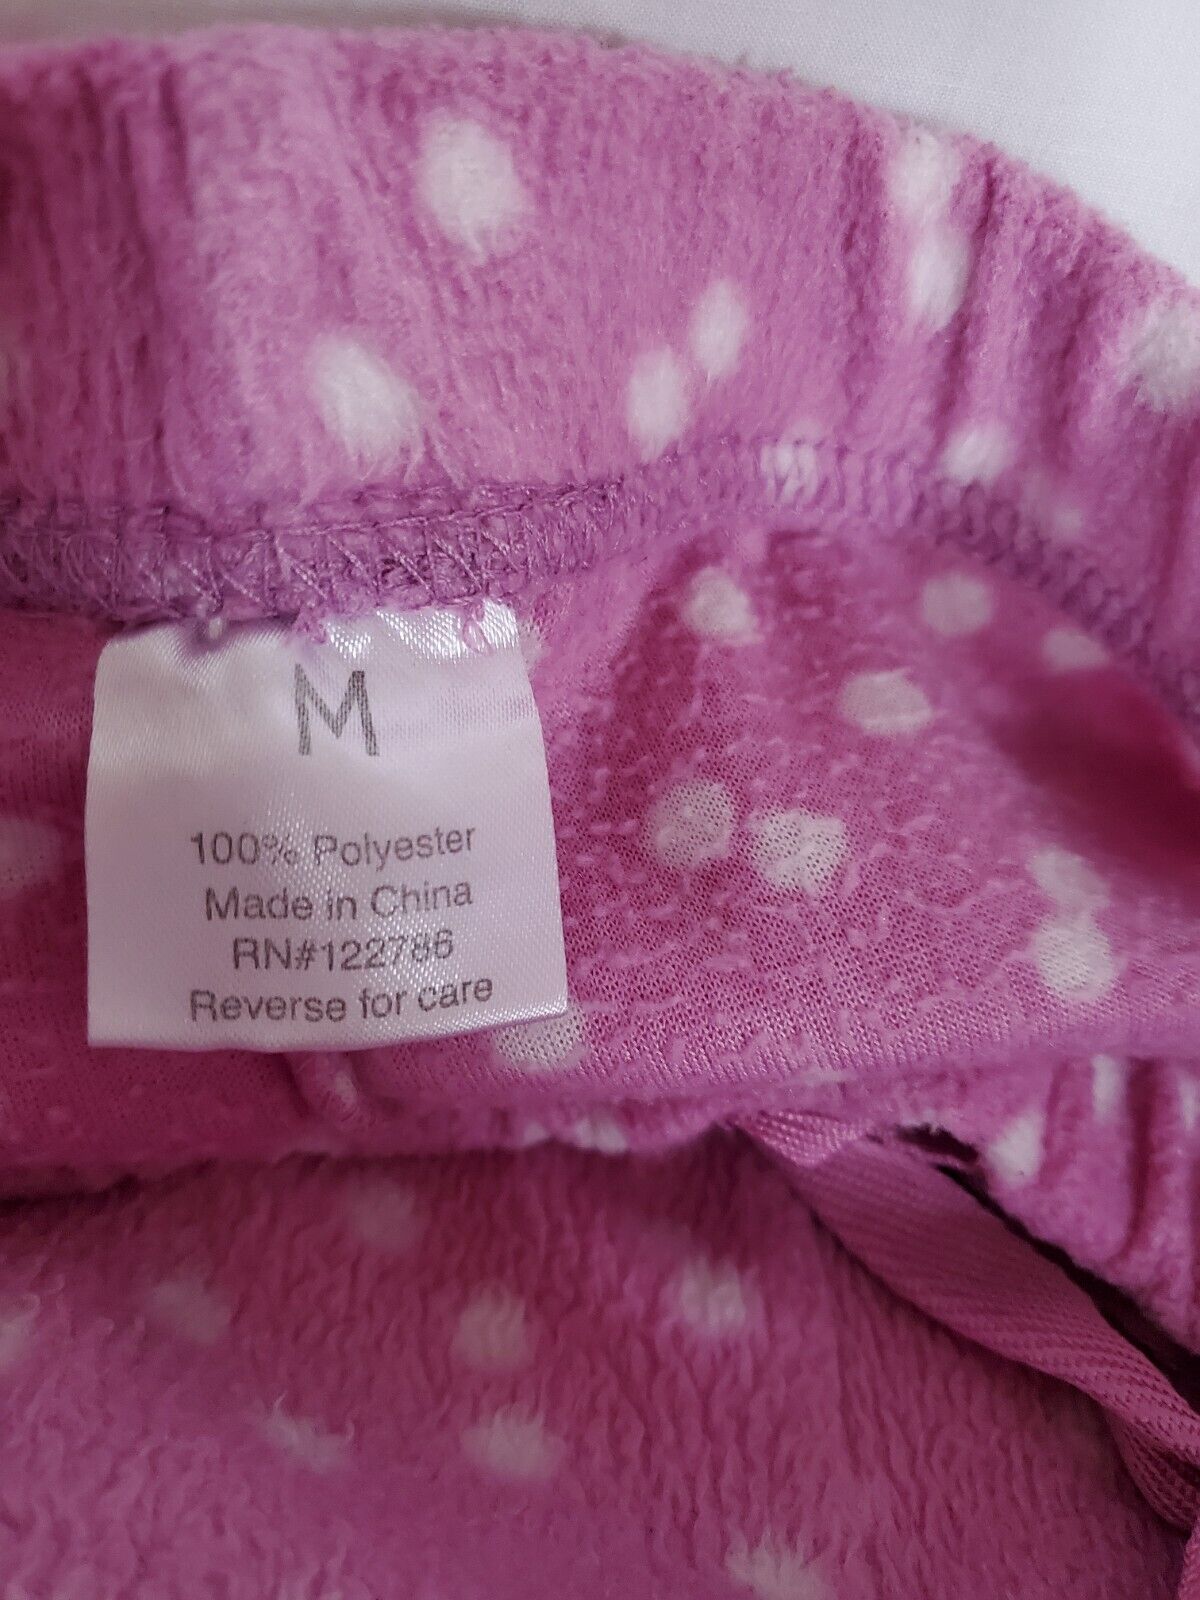 M
100% Polyester
Made in China
RN#122786
Reverse for care